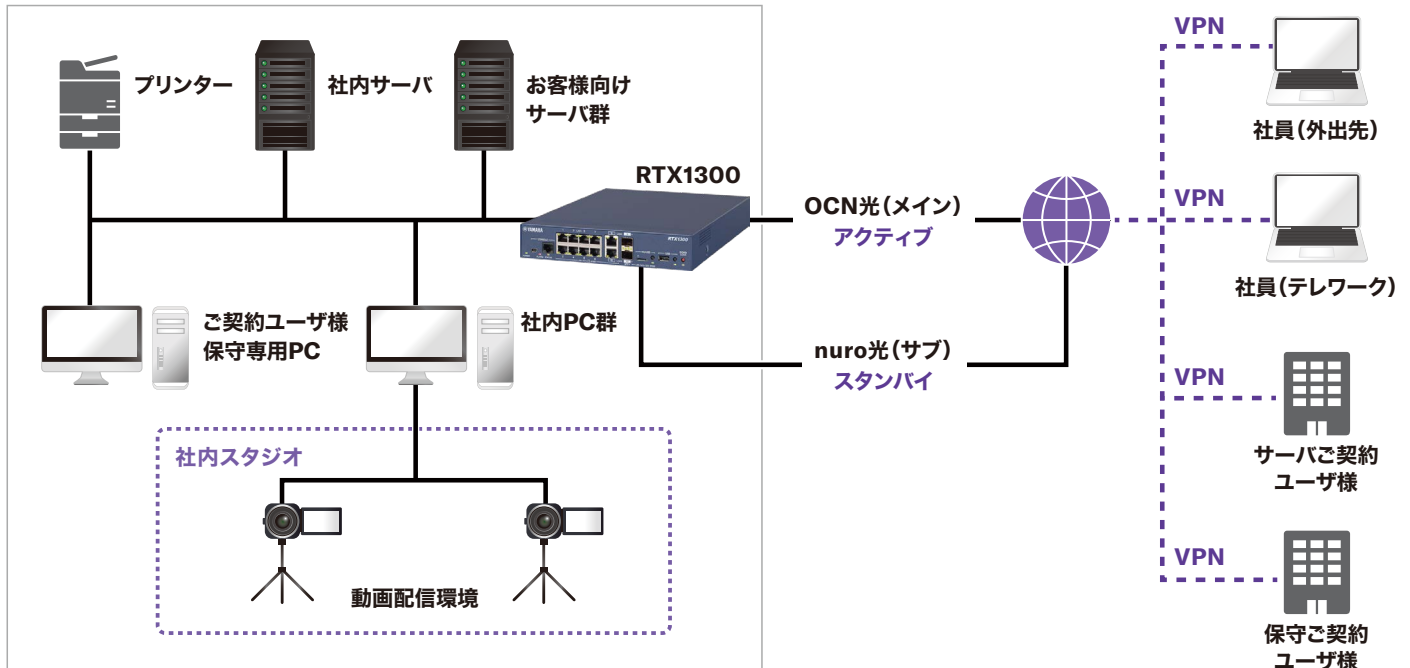 プリンター
社内サーバ
お客様向け
サーバ群
RTX1300
YAMAHA
RTX1300
OCN光(メイン)
アクティブ
nuro光(サブ)
スタンバイ
ご契約ユーザ様
保守専用PC
社内PC群
社内スタジオ
動画配信環境
VPN
社員(外出先)
VPN
社員(テレワーク)
VPN
サーバご契約
ユーザ様
VPN
保守ご契約
ユーザ様